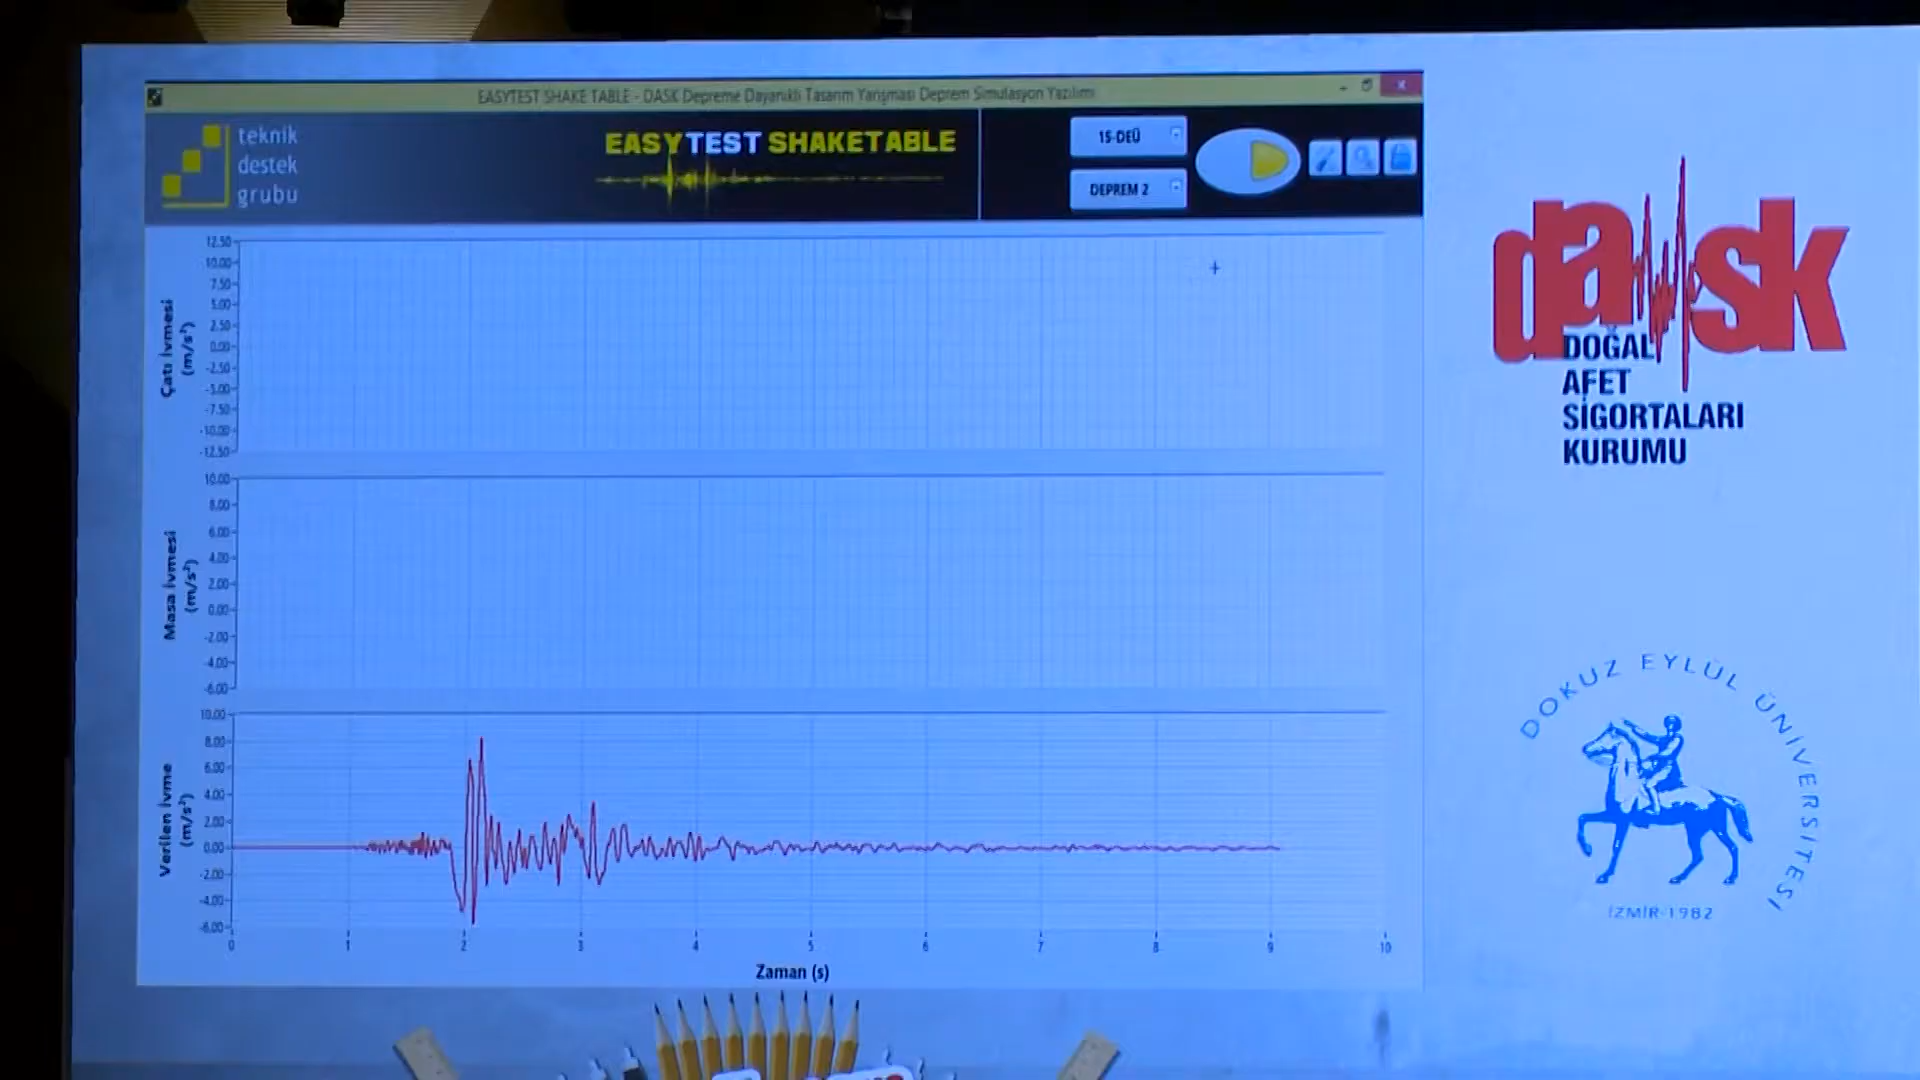 EASYTEST SHAKE TABLE - DASK Depreme Dayanıklı Tasarım Yarışması Deprem Simulasyon Yazılımı
teknik
destek
grubu
EASYTEST SHAKETABLE
15-DEÜ
DEPREM 2
Çatı İvmesi
(m/s²)
12.50
10.00
7.50
5.00
2.50
0.00
-2.50
-5.00
-7.50
-10.00
-12.50
Masa İvmesi
(m/s²)
10.00
8.00
6.00
4.00
2.00
0.00
-2.00
-4.00
-6.00
Verilen İvme
(m/s²)
10.00
8.00
6.00
4.00
2.00
0.00
-2.00
-4.00
-6.00
0 1 2 3 4 5 6 7 8 9 10
Zaman (s)
dask
DOĞAL
AFET
SİGORTALARI
KURUMU
DOKUZ EYLÜL ÜNİVERSİTESİ
İZMİR-1982